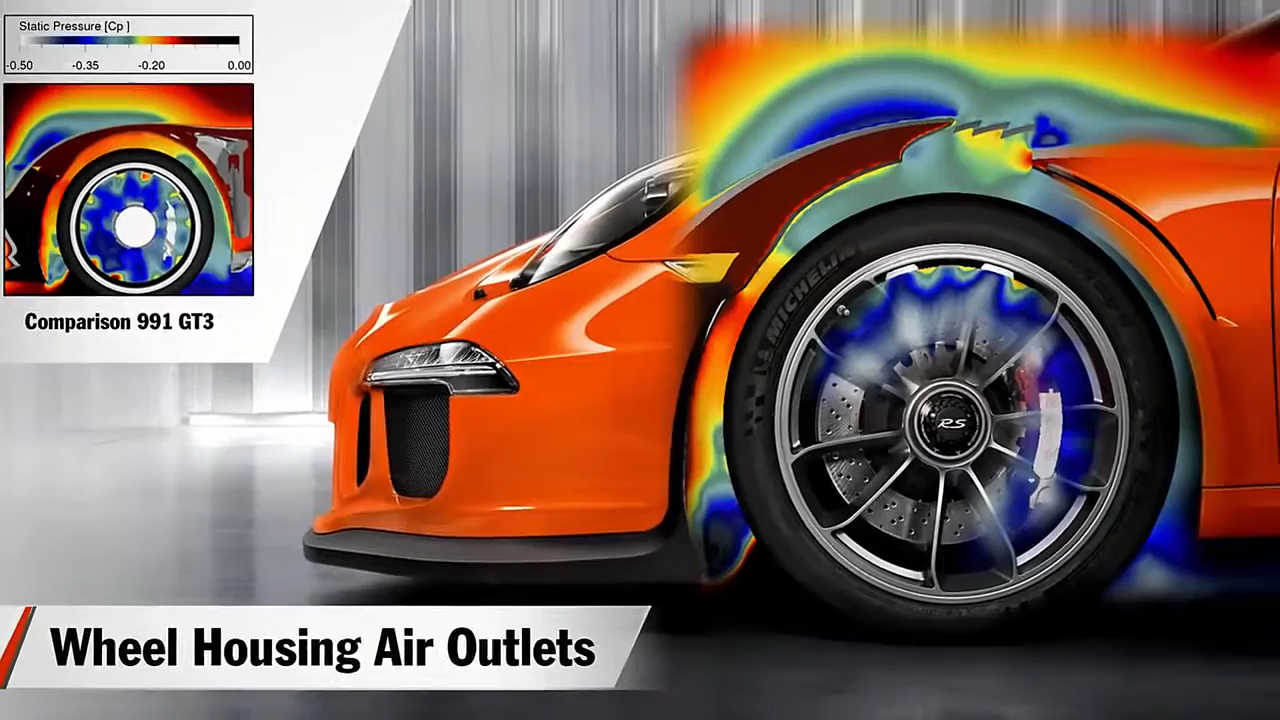 Static Pressure [Cp ]
-0.50 -0.35 -0.20 0.00
Comparison 991 GT3
MICHELIN
RS
Wheel Housing Air Outlets